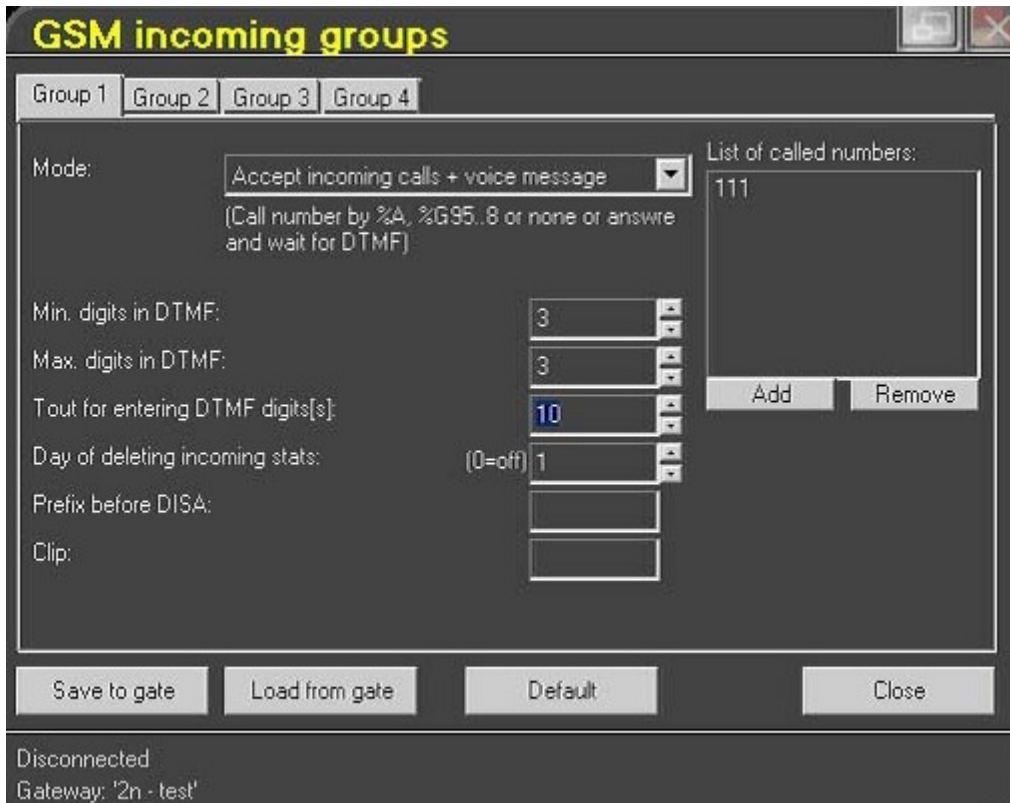 GSM incoming groups
Group 1 Group 2 Group 3 Group 4
Mode:
Accept incoming calls + voice message
(Call number by %A, %G95..8 or none or answre
and wait for DTMF)
List of called numbers:
111
Min. digits in DTMF: 3
Max. digits in DTMF: 3
Tout for entering DTMF digits[s]: 10
Add Remove
Day of deleting incoming stats: (0=off) 1
Prefix before DISA:
Clip:
Save to gate Load from gate Default Close
Disconnected
Gateway: '2n - test'